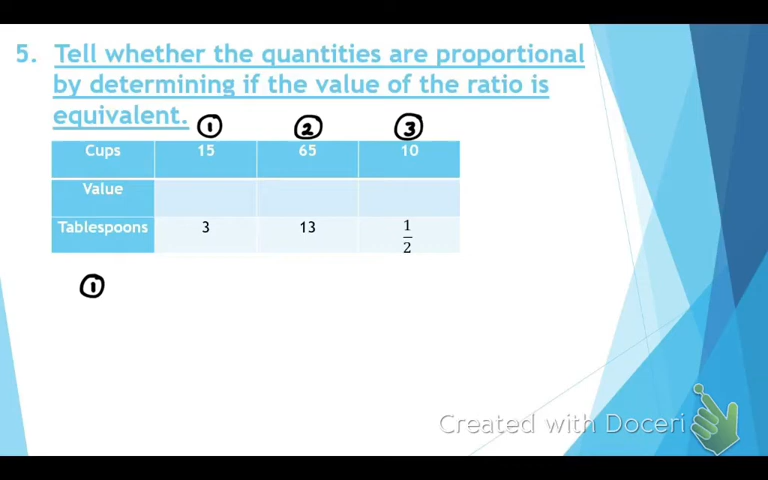 5. Tell whether the quantities are proportional
by determining if the value of the ratio is
equivalent.
① ② ③
Cups 15 65 10
Value
Tablespoons 3 13 1/2
①
Created with Doceri